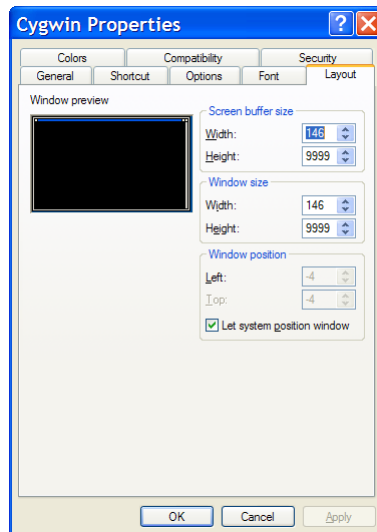 Cygwin Properties
Colors Compatibility Security
General Shortcut Options Font Layout
Window preview
Screen buffer size
Width: 146
Height: 9999
Window size
Width: 146
Height: 9999
Window position
Left: -4
Top: -4
Let system position window
OK Cancel Apply